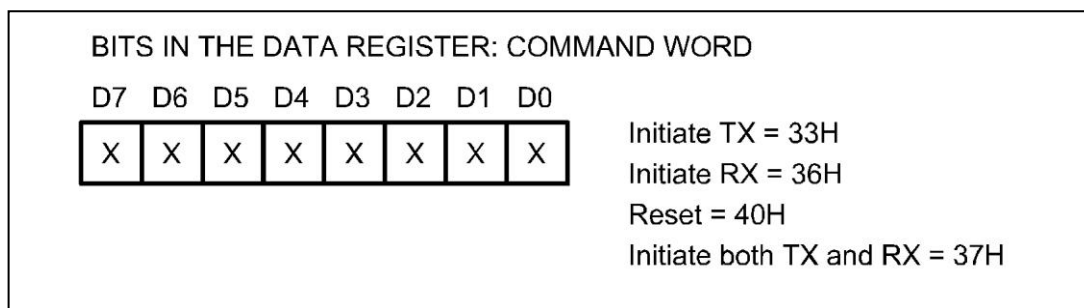 BITS IN THE DATA REGISTER: COMMAND WORD
D7 D6 D5 D4 D3 D2 D1 D0
X X X X X X X X
Initiate TX = 33H
Initiate RX = 36H
Reset = 40H
Initiate both TX and RX = 37H